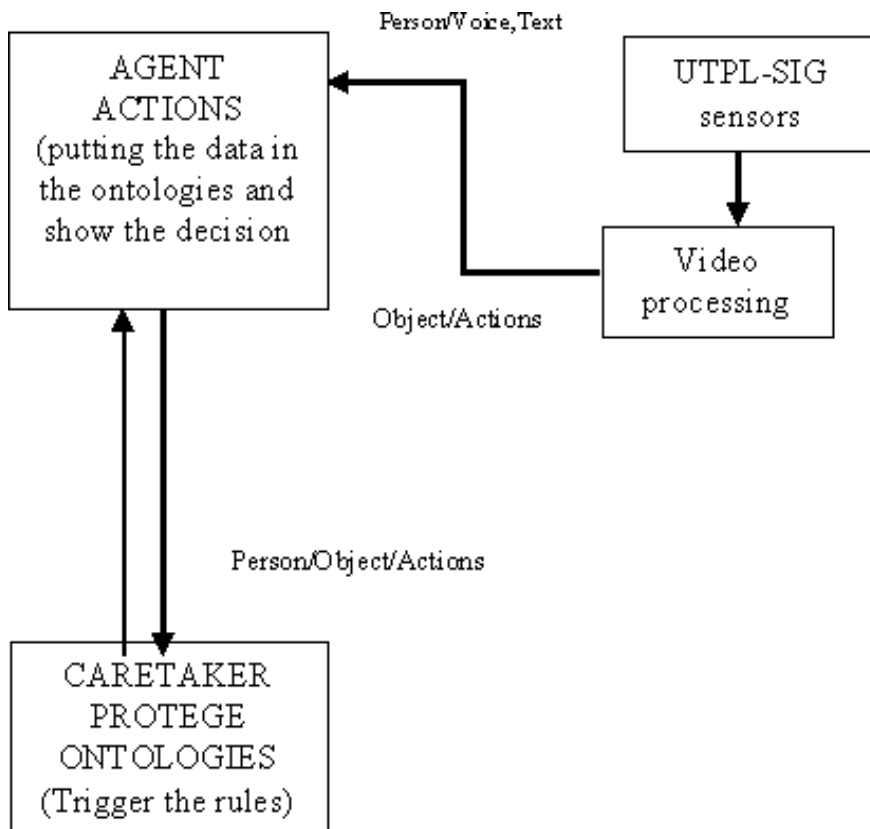 Person/Voice,Text
AGENT
ACTIONS
(putting the data in
the ontologies and
show the decision
UTPL-SIG
sensors
Video
processing
Object/Actions
Person/Object/Actions
CARETAKER
PROTEGE
ONTOLOGIES
(Trigger the rules)